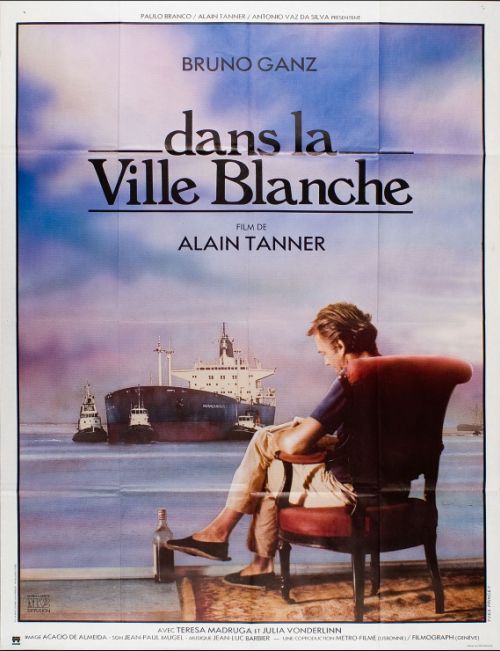 PAULO BRANCO / ALAIN TANNER / ANTONIO VAZ DA SILVA PRÉSENTENT
BRUNO GANZ
dans la
Ville Blanche
FILM DE
ALAIN TANNER
AVEC TERESA MADRUGA ET JULIA VONDERLINN
IMAGE ACACIO DE ALMEIDA - SON JEAN-PAUL MUGEL - MUSIQUE JEAN-LUC BARBIER - UNE COPRODUCTION METRO-FILME (LISBONNE) / FILMOGRAPH (GENÈVE)